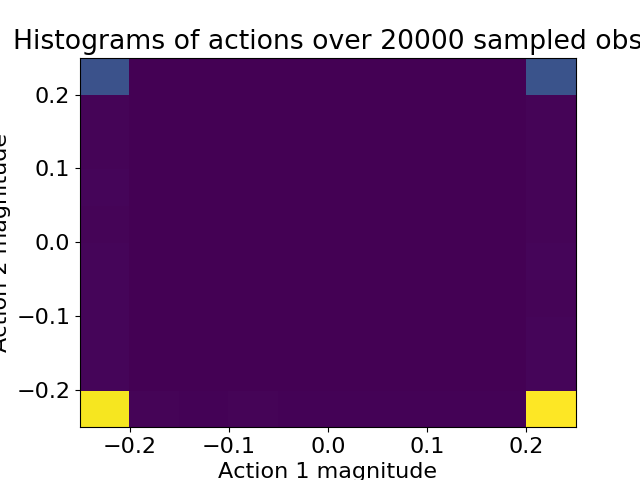 Histograms of actions over 20000 sampled obs
0.2
0.1
0.0
−0.1
−0.2
Action 2 magnitude
−0.2 −0.1 0.0 0.1 0.2
Action 1 magnitude